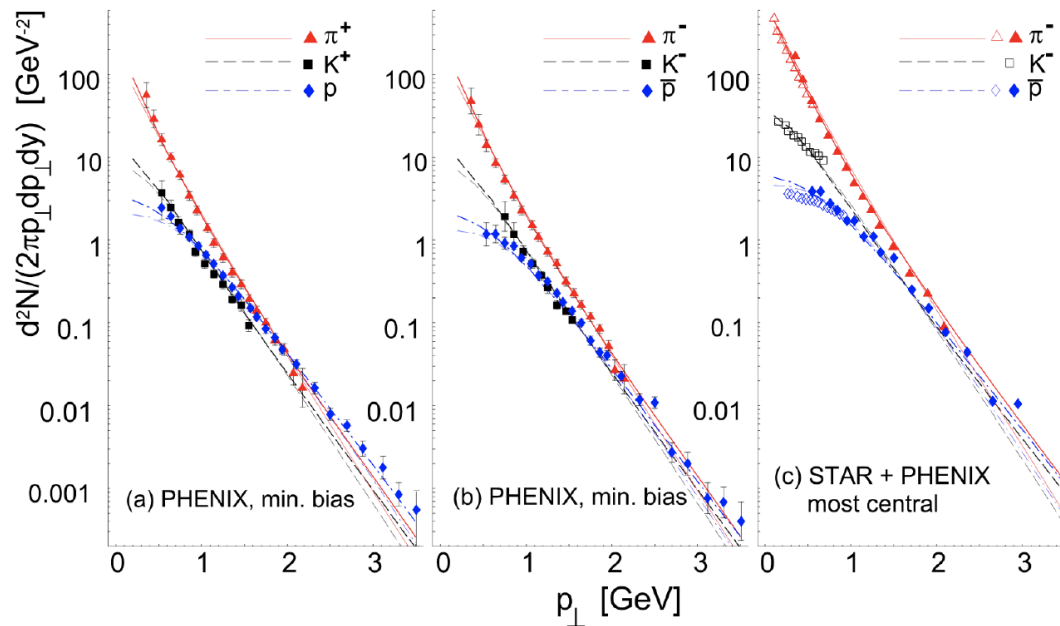 d²N/(2πp⊥dp⊥dy) [GeV⁻²]
100
10
1
0.1
0.01
0.001
π⁺
K⁺
p
(a) PHENIX, min. bias
0 1 2 3
100
10
1
0.1
0.01
π⁻
K⁻
p̅
(b) PHENIX, min. bias
0 1 2 3
100
10
1
0.1
0.01
π⁻
K⁻
p̅
(c) STAR + PHENIX
most central
0 1 2 3
p⊥ [GeV]